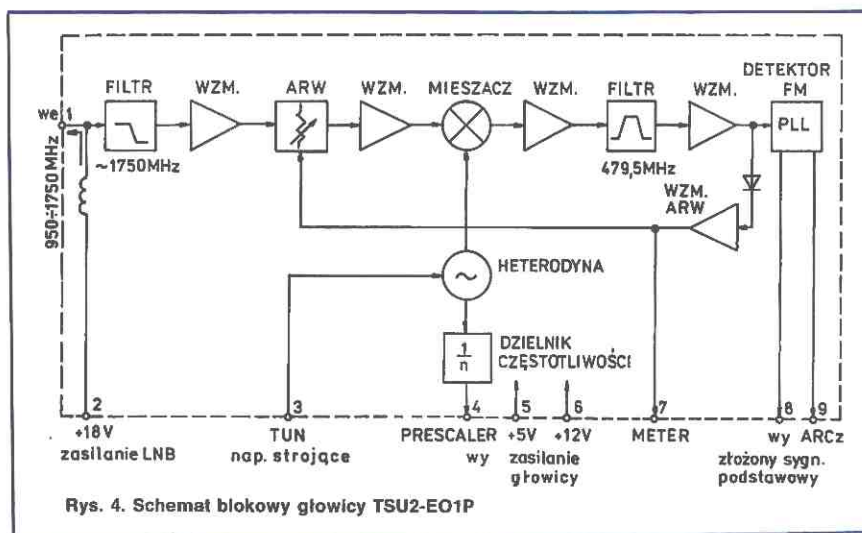 DETEKTOR
FILTR WZM. ARW WZM. MIESZACZ WZM. FILTR WZM. FM
we 1
PLL
~1750MHz
479,5MHz
950÷1750MHz
WZM.
ARW
HETERODYNA
~
1/n
DZIELNIK
CZĘSTOTLIWOŚCI
2 3 4 5 6 7 8 9
+18V TUN PRESCALER +5V +12V METER wy ARCz
zasilanie LNB nap. strojące wy zasilanie głowicy złożony sygn. podstawowy
Rys. 4. Schemat blokowy głowicy TSU2-EO1P